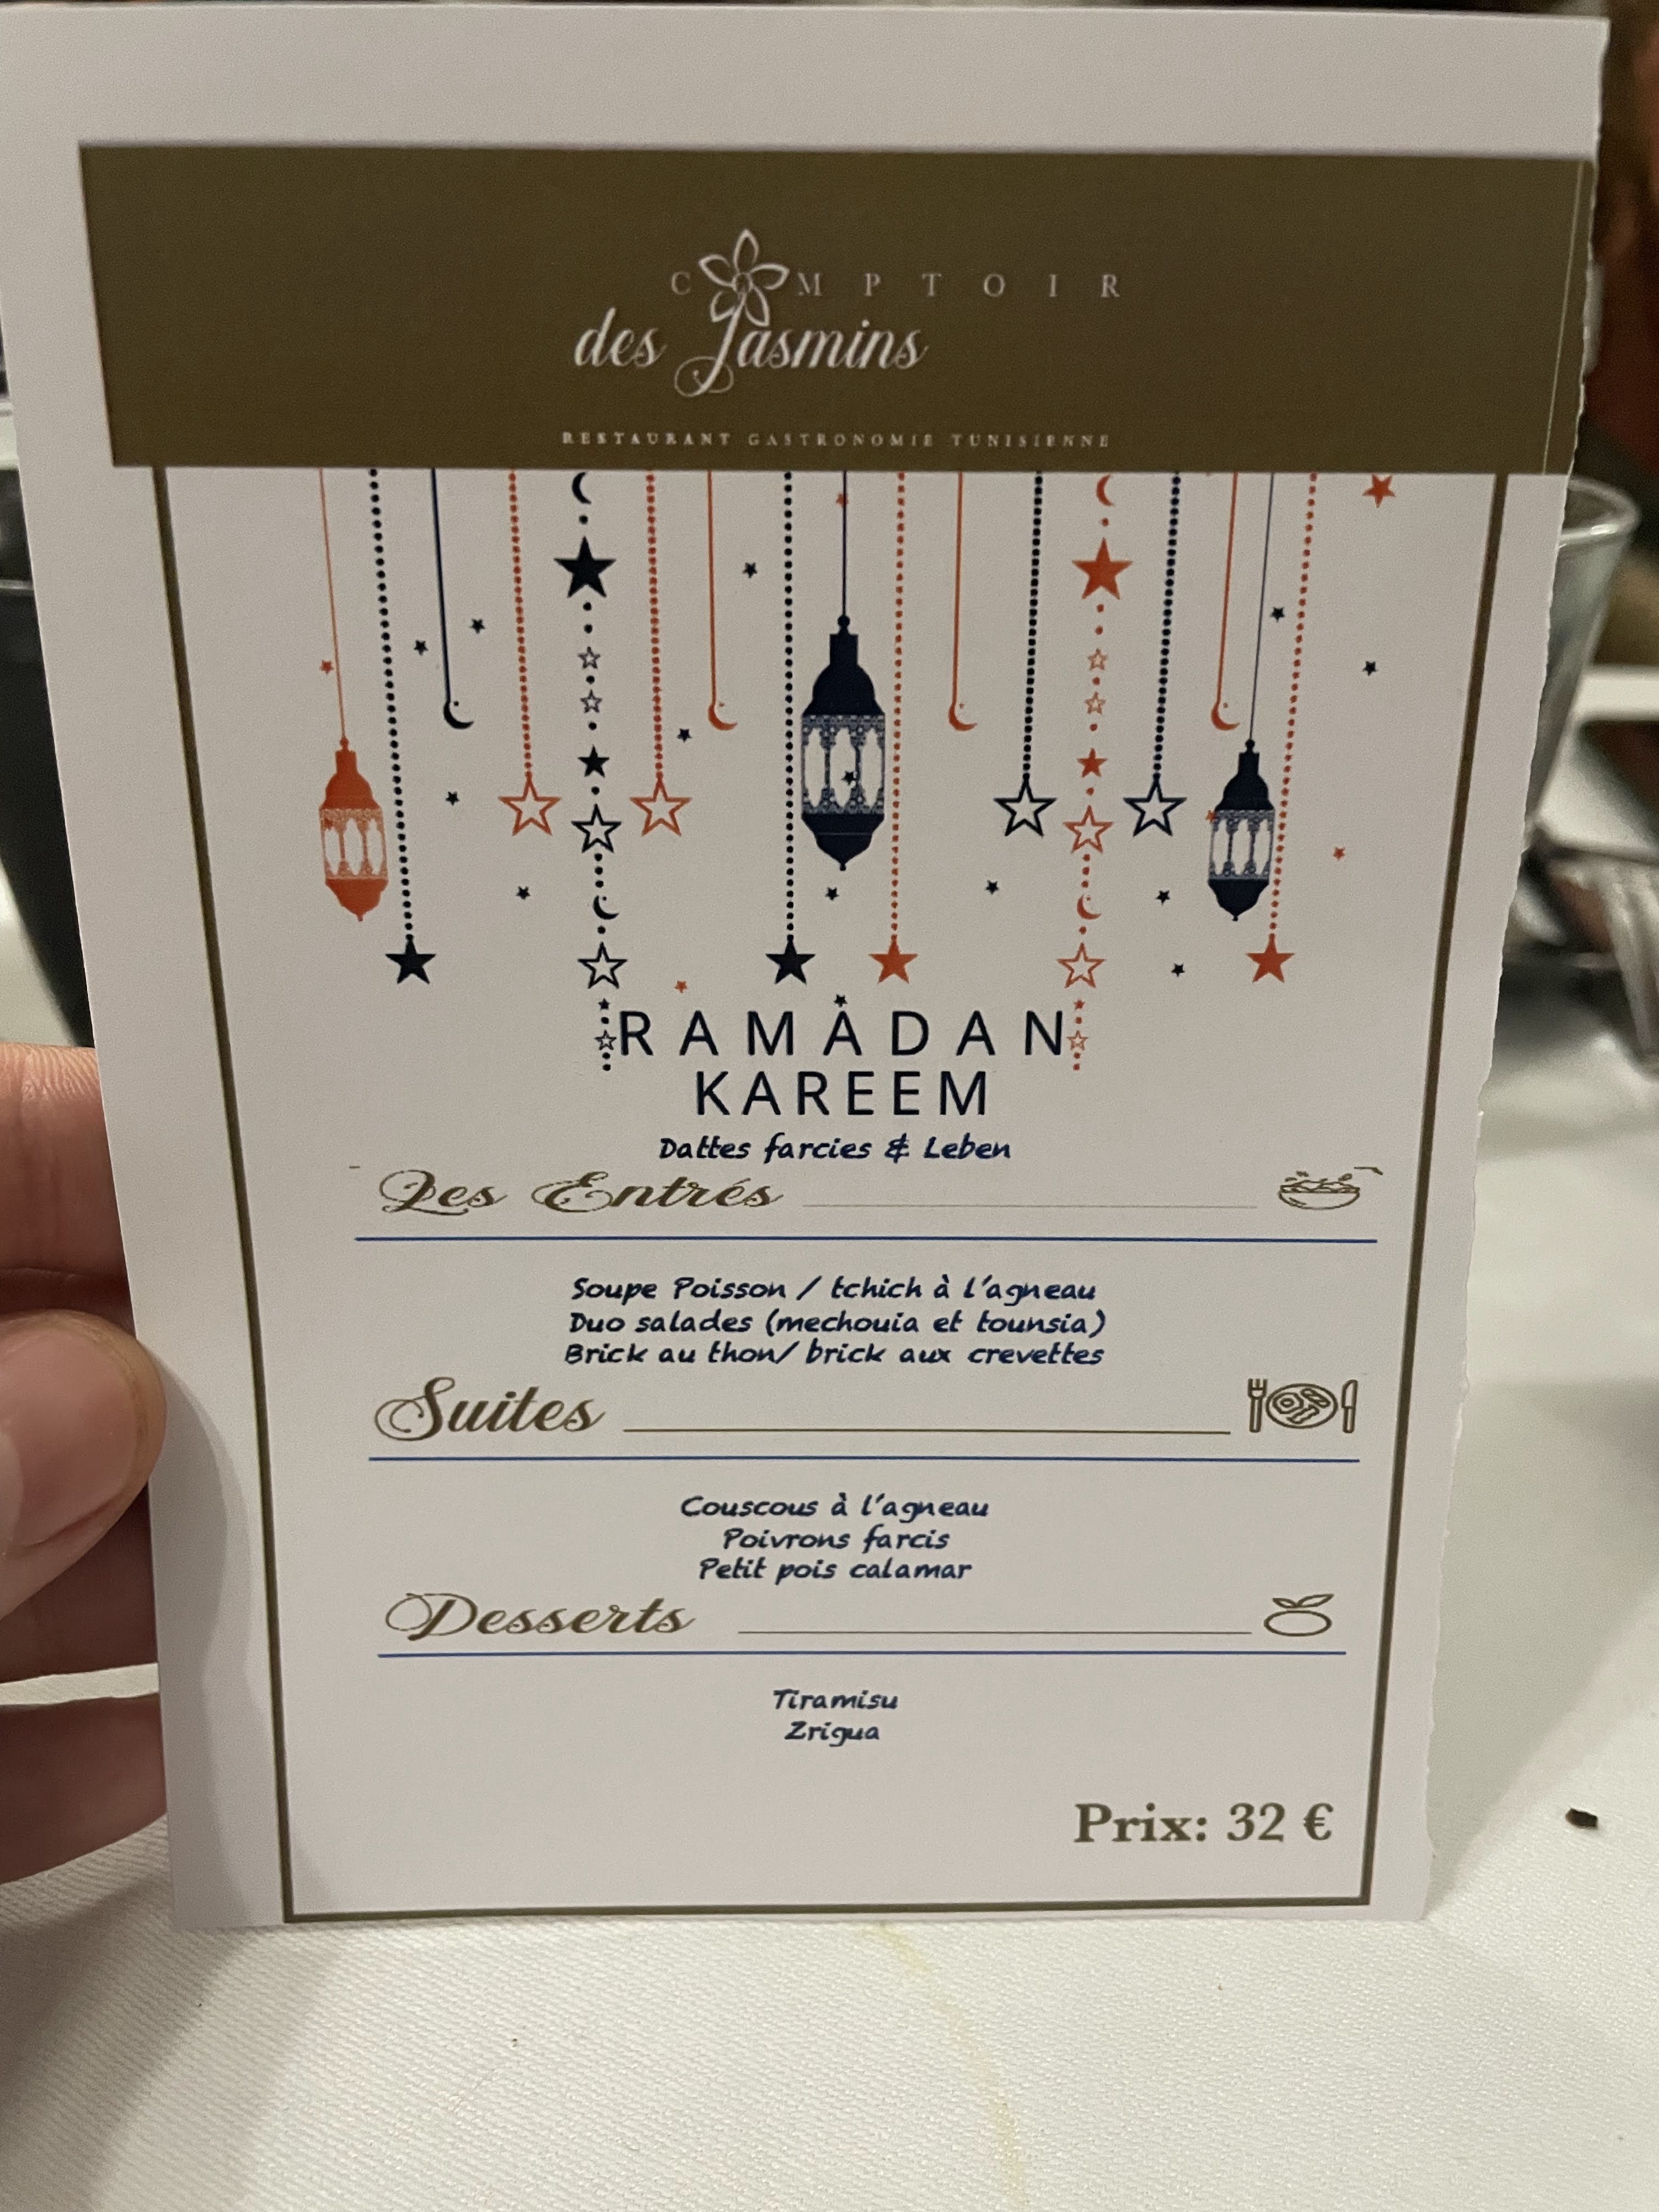 COMPTOIR
des Jasmins
RESTAURANT GASTRONOMIE TUNISIENNE
RAMADAN
KAREEM
Dattes farcies & Leben
Les Entrés
Soupe Poisson / tchich à l'agneau
Duo salades (mechouia et tounsia)
Brick au thon/ brick aux crevettes
Suites
Couscous à l'agneau
Poivrons farcis
Petit pois calamar
Desserts
Tiramisu
Zrigua
Prix: 32 €